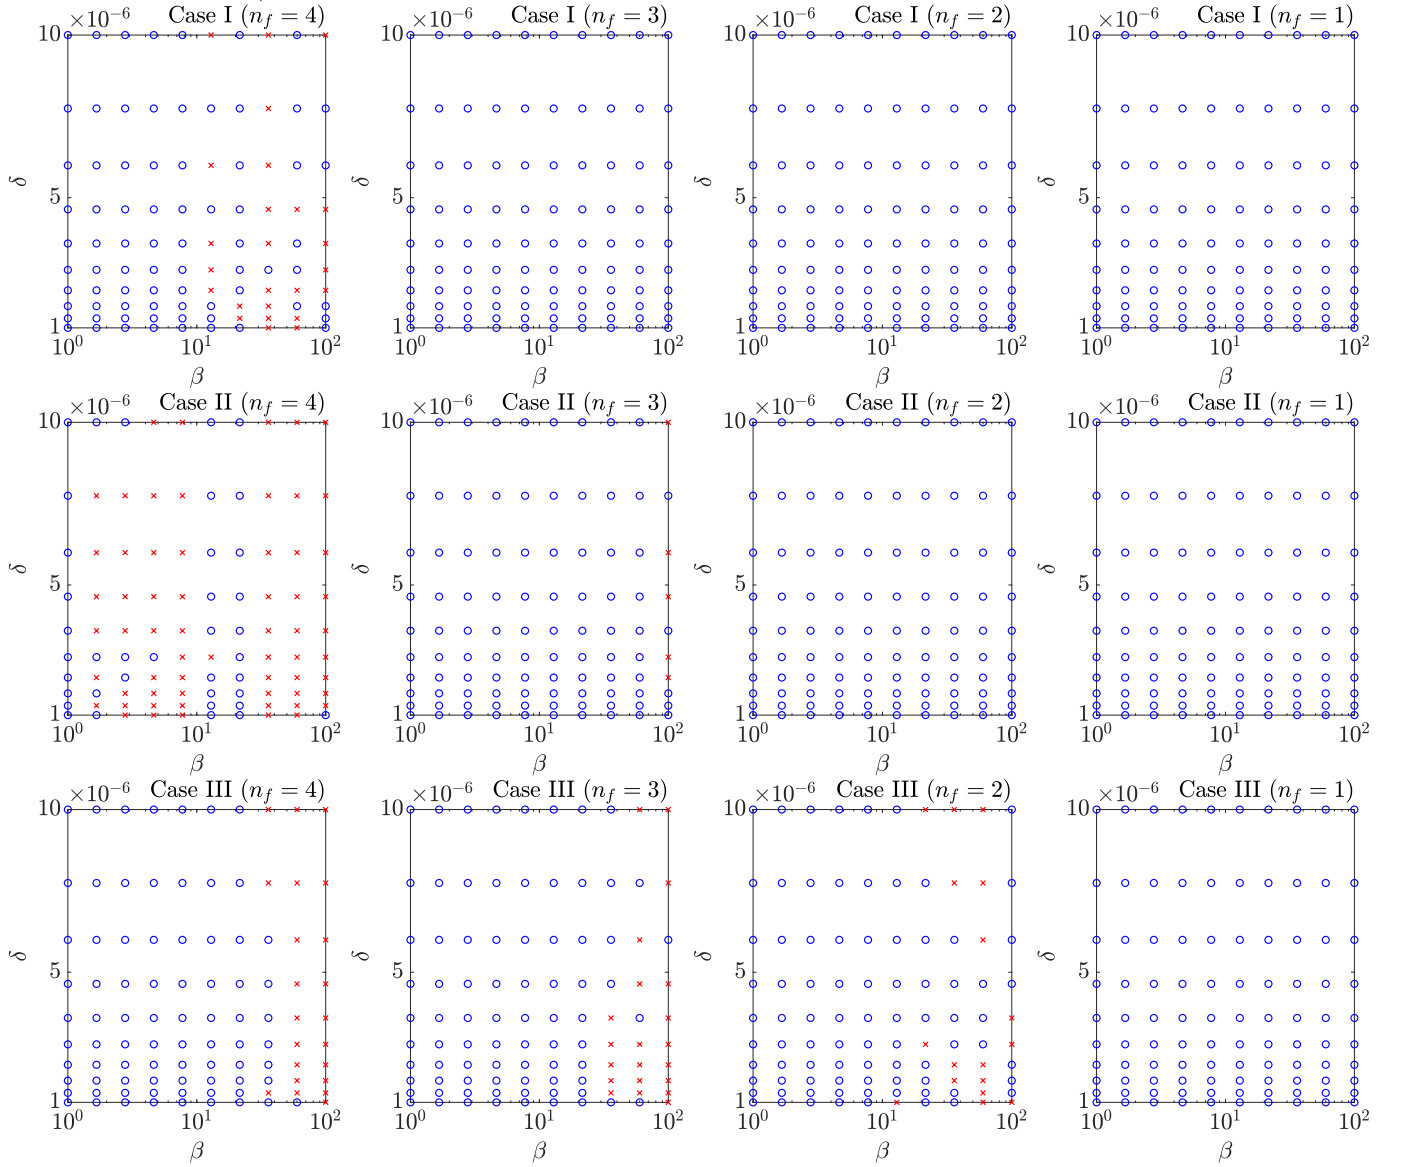 ×10⁻⁶ Case I (n_f = 4) ×10⁻⁶ Case I (n_f = 3) ×10⁻⁶ Case I (n_f = 2) ×10⁻⁶ Case I (n_f = 1)
10 10 10 10
δ 5 δ 5 δ 5 δ 5
1 1 1 1
10⁰ 10¹ 10² 10⁰ 10¹ 10² 10⁰ 10¹ 10² 10⁰ 10¹ 10²
β β β β
×10⁻⁶ Case II (n_f = 4) ×10⁻⁶ Case II (n_f = 3) ×10⁻⁶ Case II (n_f = 2) ×10⁻⁶ Case II (n_f = 1)
10 10 10 10
δ 5 δ 5 δ 5 δ 5
1 1 1 1
10⁰ 10¹ 10² 10⁰ 10¹ 10² 10⁰ 10¹ 10² 10⁰ 10¹ 10²
β β β β
×10⁻⁶ Case III (n_f = 4) ×10⁻⁶ Case III (n_f = 3) ×10⁻⁶ Case III (n_f = 2) ×10⁻⁶ Case III (n_f = 1)
10 10 10 10
δ 5 δ 5 δ 5 δ 5
1 1 1 1
10⁰ 10¹ 10² 10⁰ 10¹ 10² 10⁰ 10¹ 10² 10⁰ 10¹ 10²
β β β β